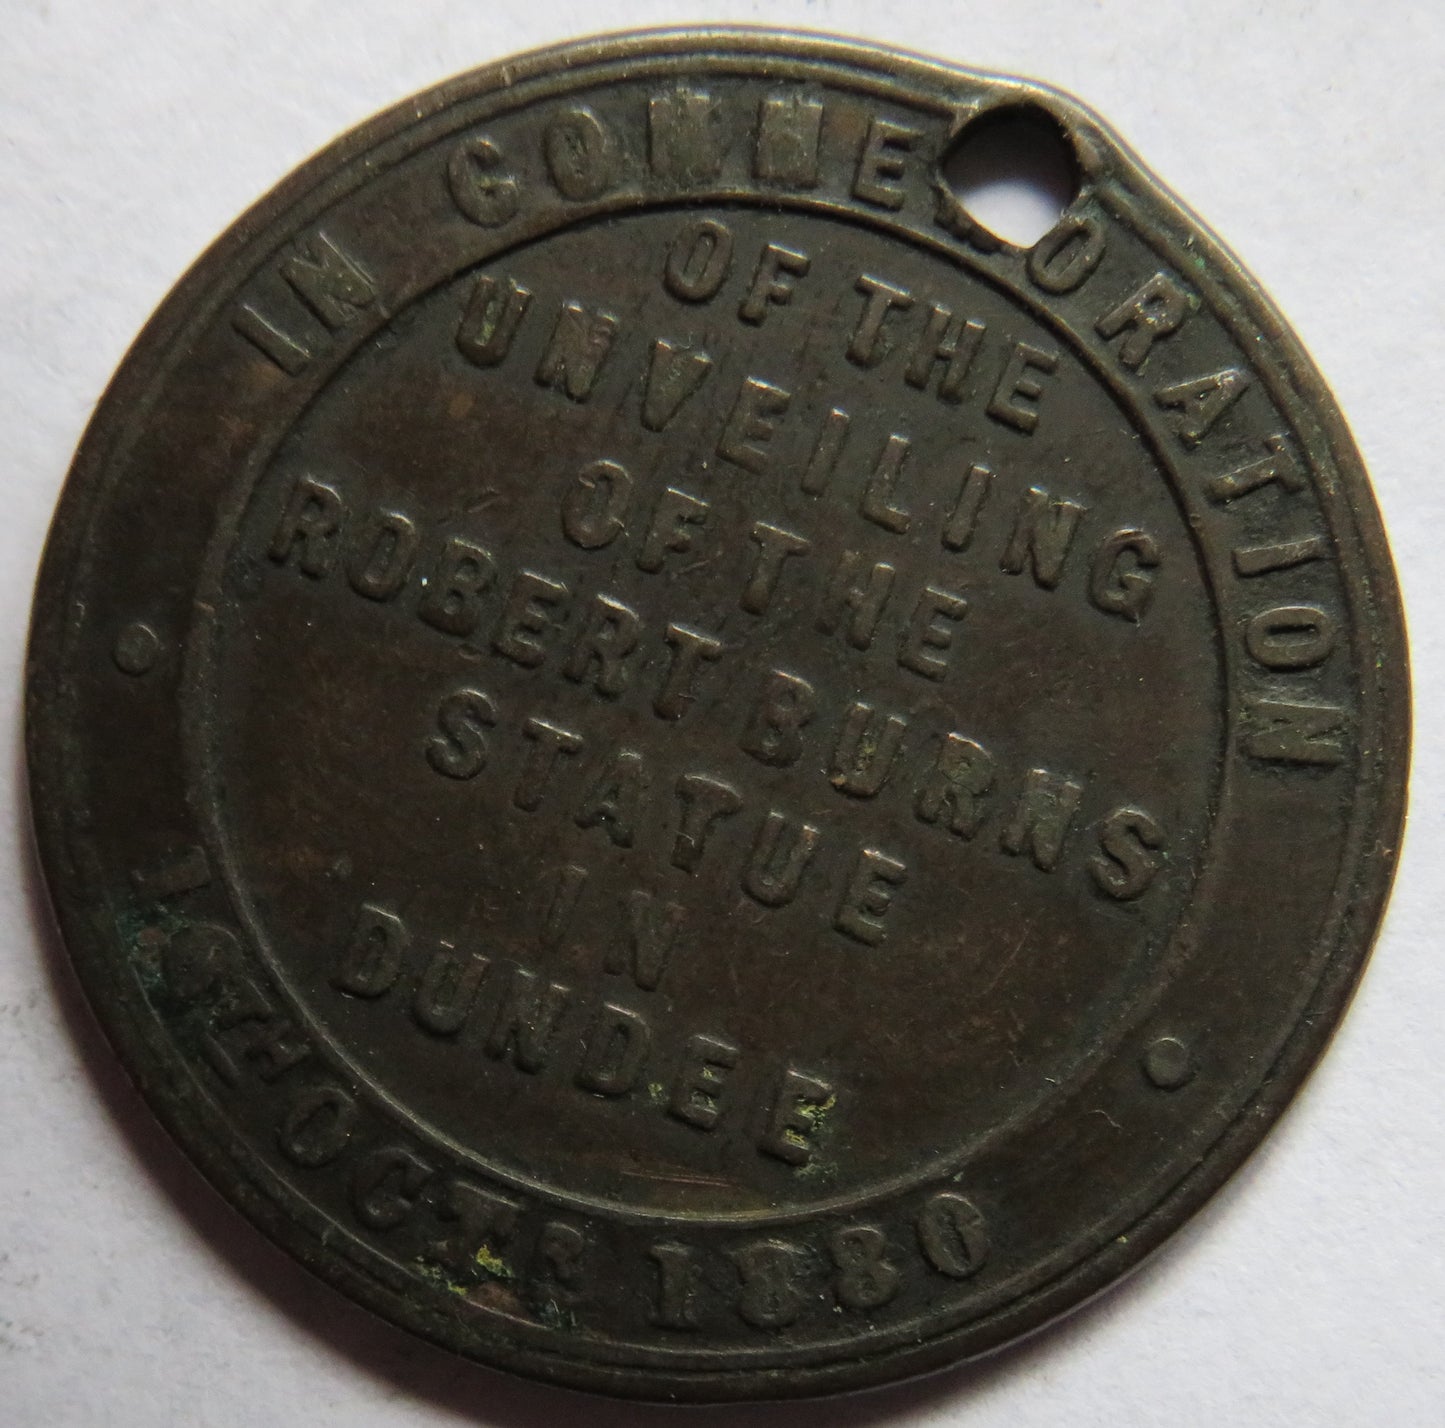 IN COMMEMORATION
OF THE
UNVEILING
OF THE
ROBERT BURNS
STATUE
IN
DUNDEE
16TH OCTR 1880